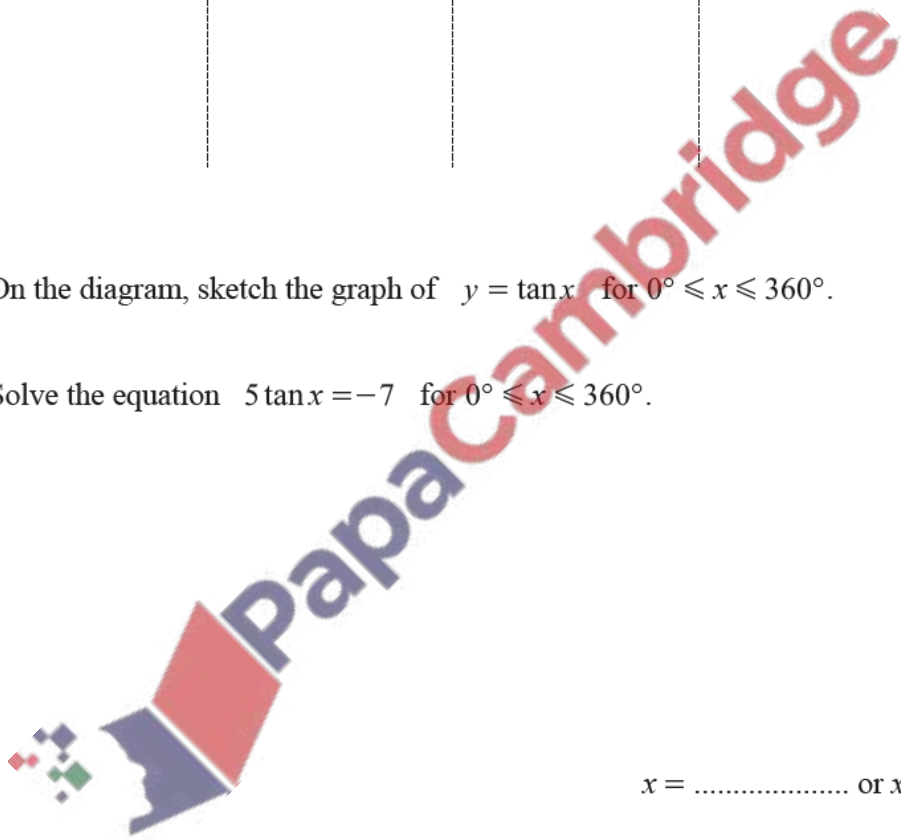 On the diagram, sketch the graph of y = tan x for 0° ⩽ x ⩽ 360°.
Solve the equation 5 tan x = −7 for 0° ⩽ x ⩽ 360°.
PapaCambridge
x = .................... or x